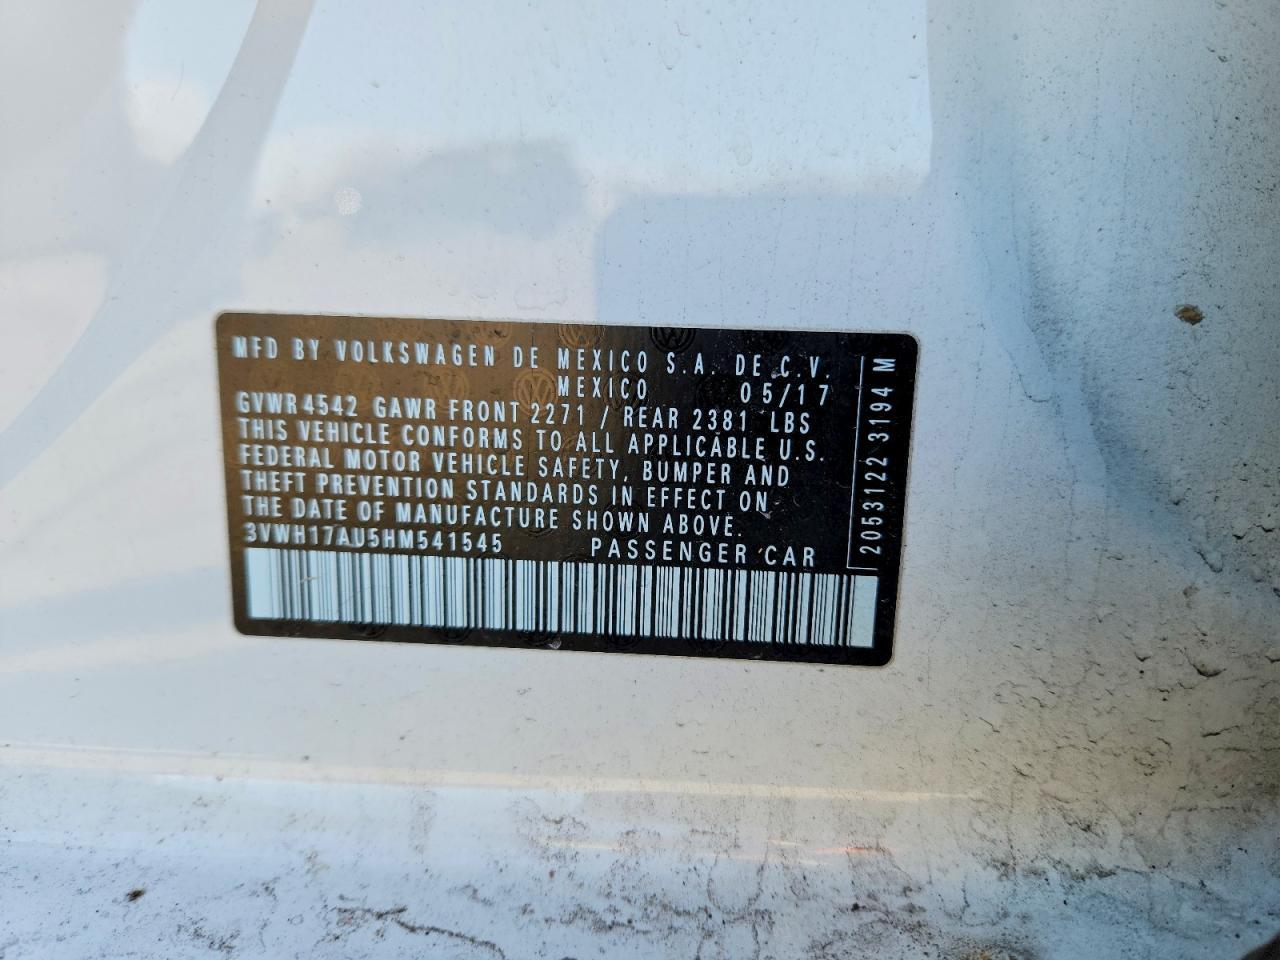 MFD BY VOLKSWAGEN DE MEXICO S.A. DE C.V.
MEXICO 05/17
GVWR 4542 GAWR FRONT 2271 / REAR 2381 LBS
THIS VEHICLE CONFORMS TO ALL APPLICABLE U.S.
FEDERAL MOTOR VEHICLE SAFETY, BUMPER AND
THEFT PREVENTION STANDARDS IN EFFECT ON
THE DATE OF MANUFACTURE SHOWN ABOVE.
3VWH17AU5HM541545 PASSENGER CAR
2053122 3194 M